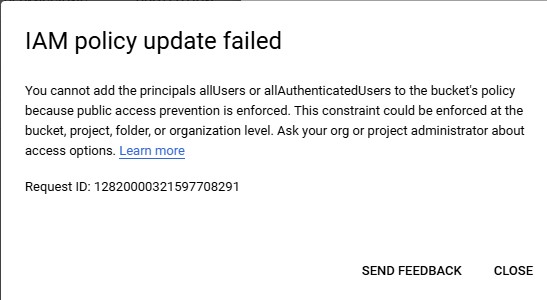 IAM policy update failed
You cannot add the principals allUsers or allAuthenticatedUsers to the bucket's policy
because public access prevention is enforced. This constraint could be enforced at the
bucket, project, folder, or organization level. Ask your org or project administrator about
access options. Learn more
Request ID: 12820000321597708291
SEND FEEDBACK CLOSE